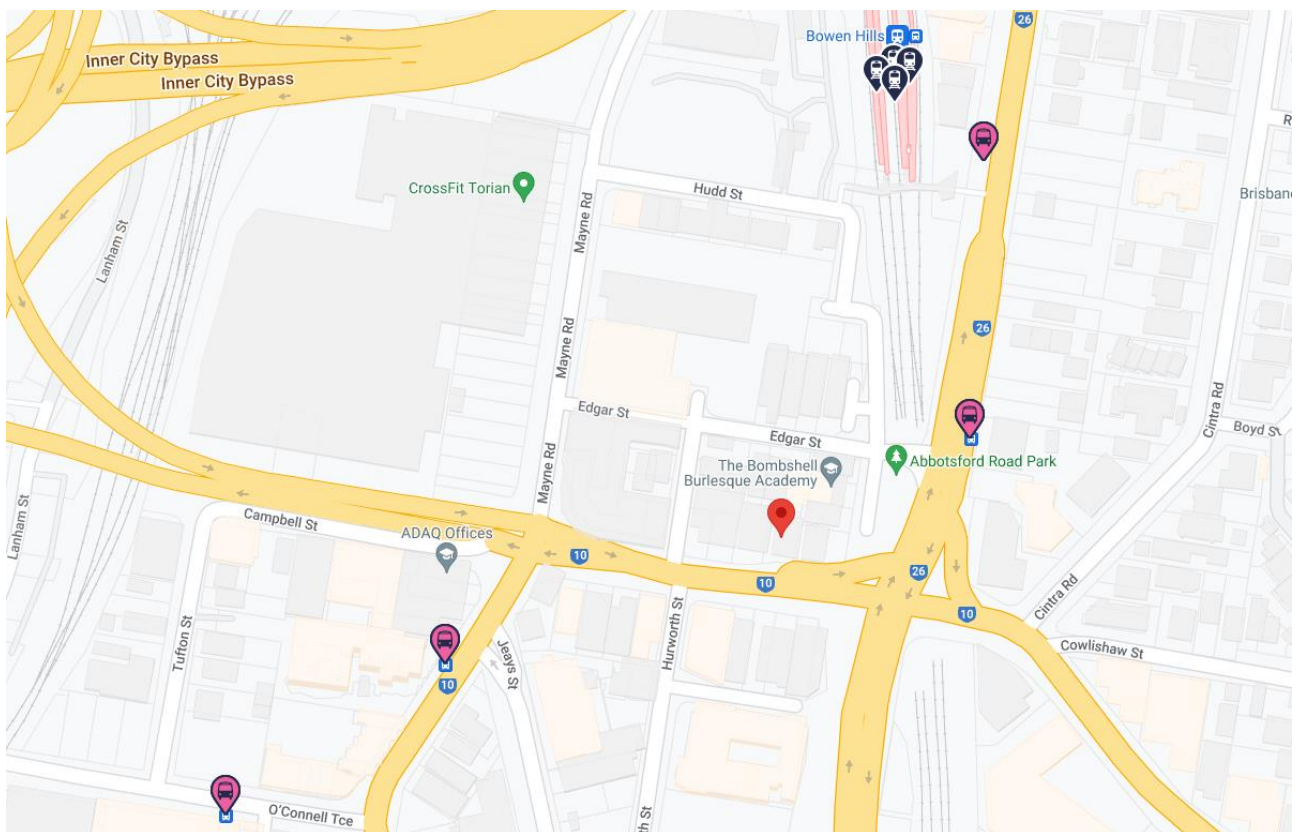 26
Bowen Hills
Inner City Bypass
Inner City Bypass
CrossFit Torian
Hudd St
Brisbane
Lanham St
Mayne Rd
26
Mayne Rd
Cintra Rd
Edgar St
Edgar St
Boyd St
The Bombshell
Burlesque Academy
Abbotsford Road Park
Mayne Rd
Lanham St
Campbell St
ADAQ Offices
10
10
26
10
Cintra Rd
Cowlishaw St
Tufton St
Hurworth St
Jeays St
10
O'Connell Tce
th St